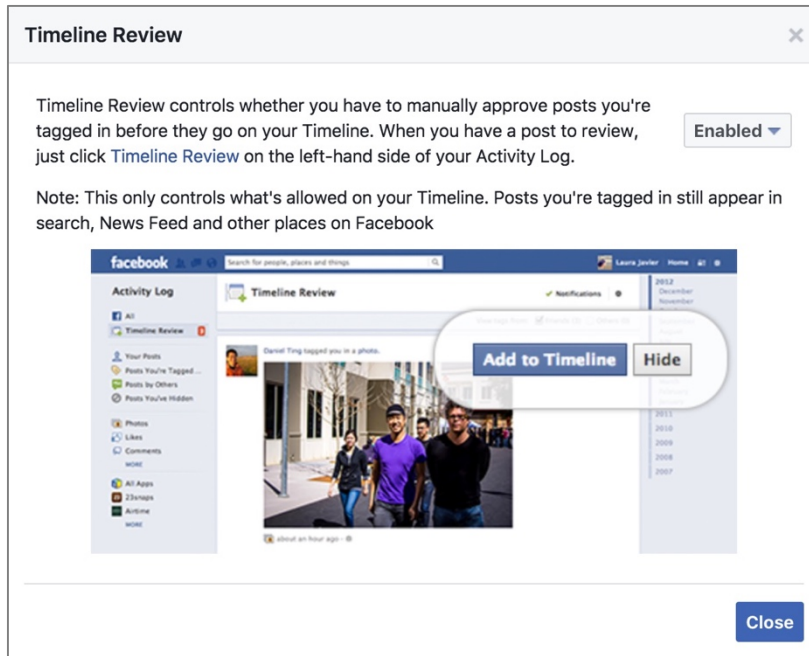 Timeline Review
Timeline Review controls whether you have to manually approve posts you're
tagged in before they go on your Timeline. When you have a post to review,
just click Timeline Review on the left-hand side of your Activity Log.
Enabled
Note: This only controls what's allowed on your Timeline. Posts you're tagged in still appear in
search, News Feed and other places on Facebook
facebook
Search for people, places and things
Laura Javier
Home
Activity Log
All
Timeline Review
Your Posts
Posts You're Tagged ...
Posts by Others
Posts You've Hidden
Photos
Likes
Comments
MORE
All Apps
23snaps
Airtime
MORE
Timeline Review
Notifications
Daniel Ting tagged you in a photo.
Add to Timeline
Hide
about an hour ago
2012
December
November
2011
2010
2009
2008
2007
Close